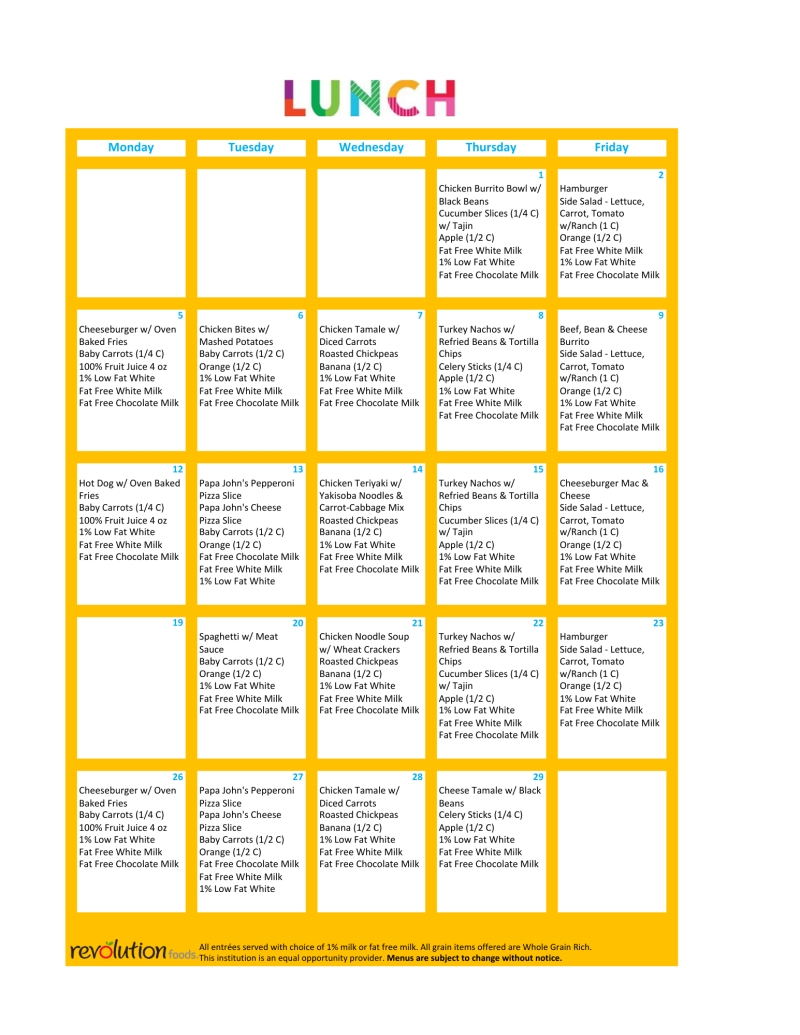 LUNCH
Monday
Tuesday
Wednesday
Thursday
Friday
1
Chicken Burrito Bowl w/
Black Beans
Cucumber Slices (1/4 C)
w/ Tajin
Apple (1/2 C)
Fat Free White Milk
1% Low Fat White
Fat Free Chocolate Milk
2
Hamburger
Side Salad - Lettuce,
Carrot, Tomato
w/Ranch (1 C)
Orange (1/2 C)
Fat Free White Milk
1% Low Fat White
Fat Free Chocolate Milk
5
Cheeseburger w/ Oven
Baked Fries
Baby Carrots (1/4 C)
100% Fruit Juice 4 oz
1% Low Fat White
Fat Free White Milk
Fat Free Chocolate Milk
6
Chicken Bites w/
Mashed Potatoes
Baby Carrots (1/2 C)
Orange (1/2 C)
1% Low Fat White
Fat Free White Milk
Fat Free Chocolate Milk
7
Chicken Tamale w/
Diced Carrots
Roasted Chickpeas
Banana (1/2 C)
1% Low Fat White
Fat Free White Milk
Fat Free Chocolate Milk
8
Turkey Nachos w/
Refried Beans & Tortilla
Chips
Celery Sticks (1/4 C)
Apple (1/2 C)
1% Low Fat White
Fat Free White Milk
Fat Free Chocolate Milk
9
Beef, Bean & Cheese
Burrito
Side Salad - Lettuce,
Carrot, Tomato
w/Ranch (1 C)
Orange (1/2 C)
1% Low Fat White
Fat Free White Milk
Fat Free Chocolate Milk
12
Hot Dog w/ Oven Baked
Fries
Baby Carrots (1/4 C)
100% Fruit Juice 4 oz
1% Low Fat White
Fat Free White Milk
Fat Free Chocolate Milk
13
Papa John's Pepperoni
Pizza Slice
Papa John's Cheese
Pizza Slice
Baby Carrots (1/2 C)
Orange (1/2 C)
Fat Free Chocolate Milk
Fat Free White Milk
1% Low Fat White
14
Chicken Teriyaki w/
Yakisoba Noodles &
Carrot-Cabbage Mix
Roasted Chickpeas
Banana (1/2 C)
1% Low Fat White
Fat Free White Milk
Fat Free Chocolate Milk
15
Turkey Nachos w/
Refried Beans & Tortilla
Chips
Cucumber Slices (1/4 C)
w/ Tajin
Apple (1/2 C)
1% Low Fat White
Fat Free White Milk
Fat Free Chocolate Milk
16
Cheeseburger Mac &
Cheese
Side Salad - Lettuce,
Carrot, Tomato
w/Ranch (1 C)
Orange (1/2 C)
1% Low Fat White
Fat Free White Milk
Fat Free Chocolate Milk
19
20
Spaghetti w/ Meat
Sauce
Baby Carrots (1/2 C)
Orange (1/2 C)
1% Low Fat White
Fat Free White Milk
Fat Free Chocolate Milk
21
Chicken Noodle Soup
w/ Wheat Crackers
Roasted Chickpeas
Banana (1/2 C)
1% Low Fat White
Fat Free White Milk
Fat Free Chocolate Milk
22
Turkey Nachos w/
Refried Beans & Tortilla
Chips
Cucumber Slices (1/4 C)
w/ Tajin
Apple (1/2 C)
1% Low Fat White
Fat Free White Milk
Fat Free Chocolate Milk
23
Hamburger
Side Salad - Lettuce,
Carrot, Tomato
w/Ranch (1 C)
Orange (1/2 C)
1% Low Fat White
Fat Free White Milk
Fat Free Chocolate Milk
26
Cheeseburger w/ Oven
Baked Fries
Baby Carrots (1/4 C)
100% Fruit Juice 4 oz
1% Low Fat White
Fat Free White Milk
Fat Free Chocolate Milk
27
Papa John's Pepperoni
Pizza Slice
Papa John's Cheese
Pizza Slice
Baby Carrots (1/2 C)
Orange (1/2 C)
Fat Free Chocolate Milk
Fat Free White Milk
1% Low Fat White
28
Chicken Tamale w/
Diced Carrots
Roasted Chickpeas
Banana (1/2 C)
1% Low Fat White
Fat Free White Milk
Fat Free Chocolate Milk
29
Cheese Tamale w/ Black
Beans
Celery Sticks (1/4 C)
Apple (1/2 C)
1% Low Fat White
Fat Free White Milk
Fat Free Chocolate Milk
revolution foods
All entrées served with choice of 1% milk or fat free milk. All grain items offered are Whole Grain Rich.
This institution is an equal opportunity provider. Menus are subject to change without notice.